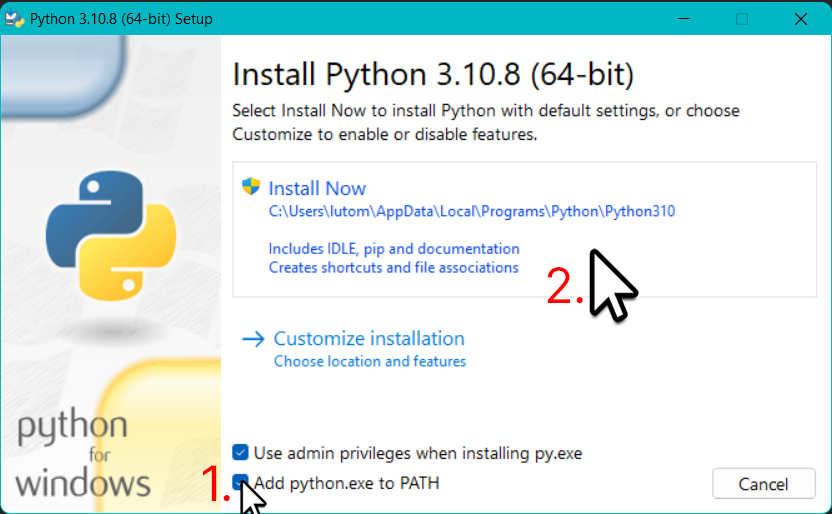 Python 3.10.8 (64-bit) Setup
Install Python 3.10.8 (64-bit)
Select Install Now to install Python with default settings, or choose
Customize to enable or disable features.
Install Now
C:\Users\lutom\AppData\Local\Programs\Python\Python310
Includes IDLE, pip and documentation
Creates shortcuts and file associations
2.
Customize installation
Choose location and features
python
for
windows
Use admin privileges when installing py.exe
1.
Add python.exe to PATH
Cancel